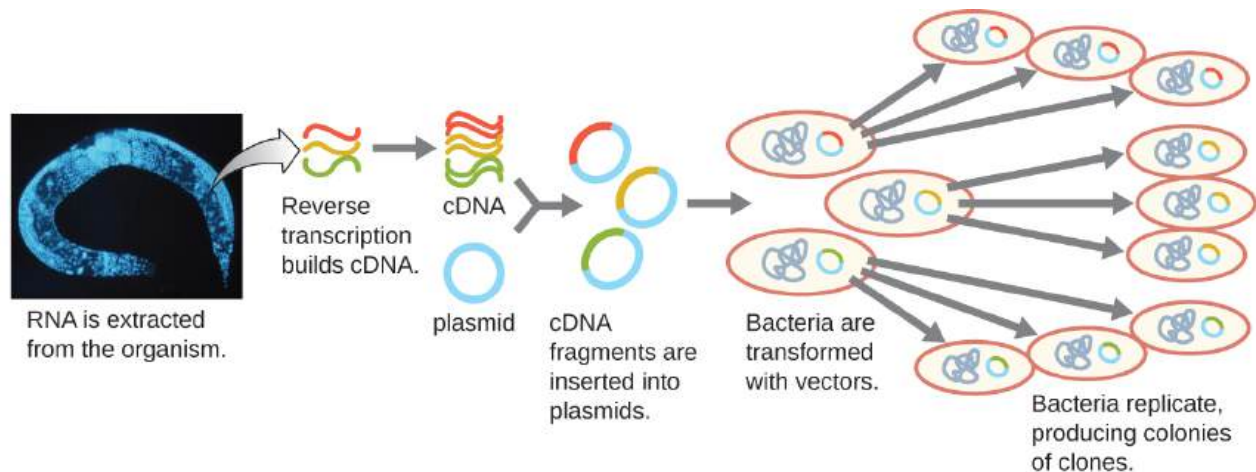 RNA is extracted
from the organism.
Reverse
transcription
builds cDNA.
cDNA
plasmid
cDNA
fragments are
inserted into
plasmids.
Bacteria are
transformed
with vectors.
Bacteria replicate,
producing colonies
of clones.